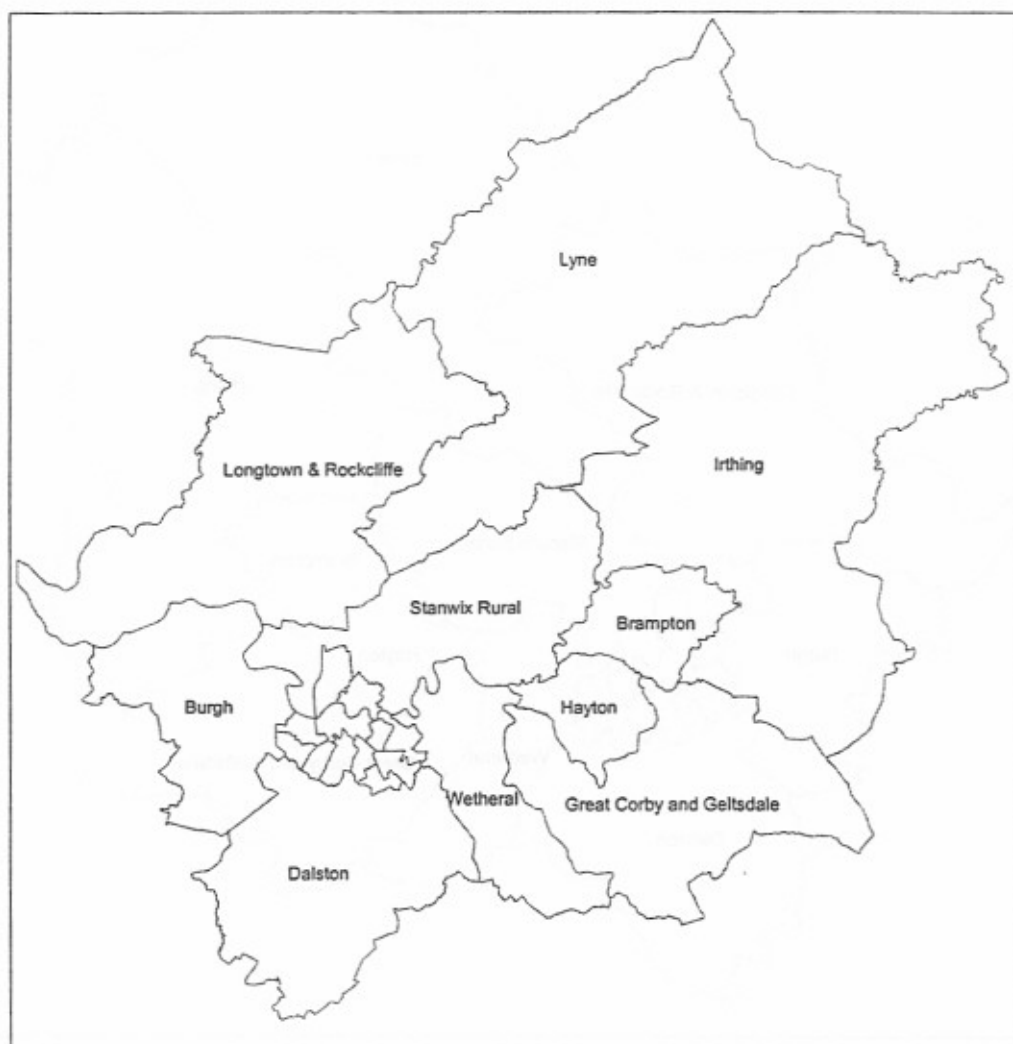 Lyne
Longtown & Rockcliffe
Irthing
Stanwix Rural
Brampton
Burgh
Hayton
Wetheral
Great Corby and Geltsdale
Dalston